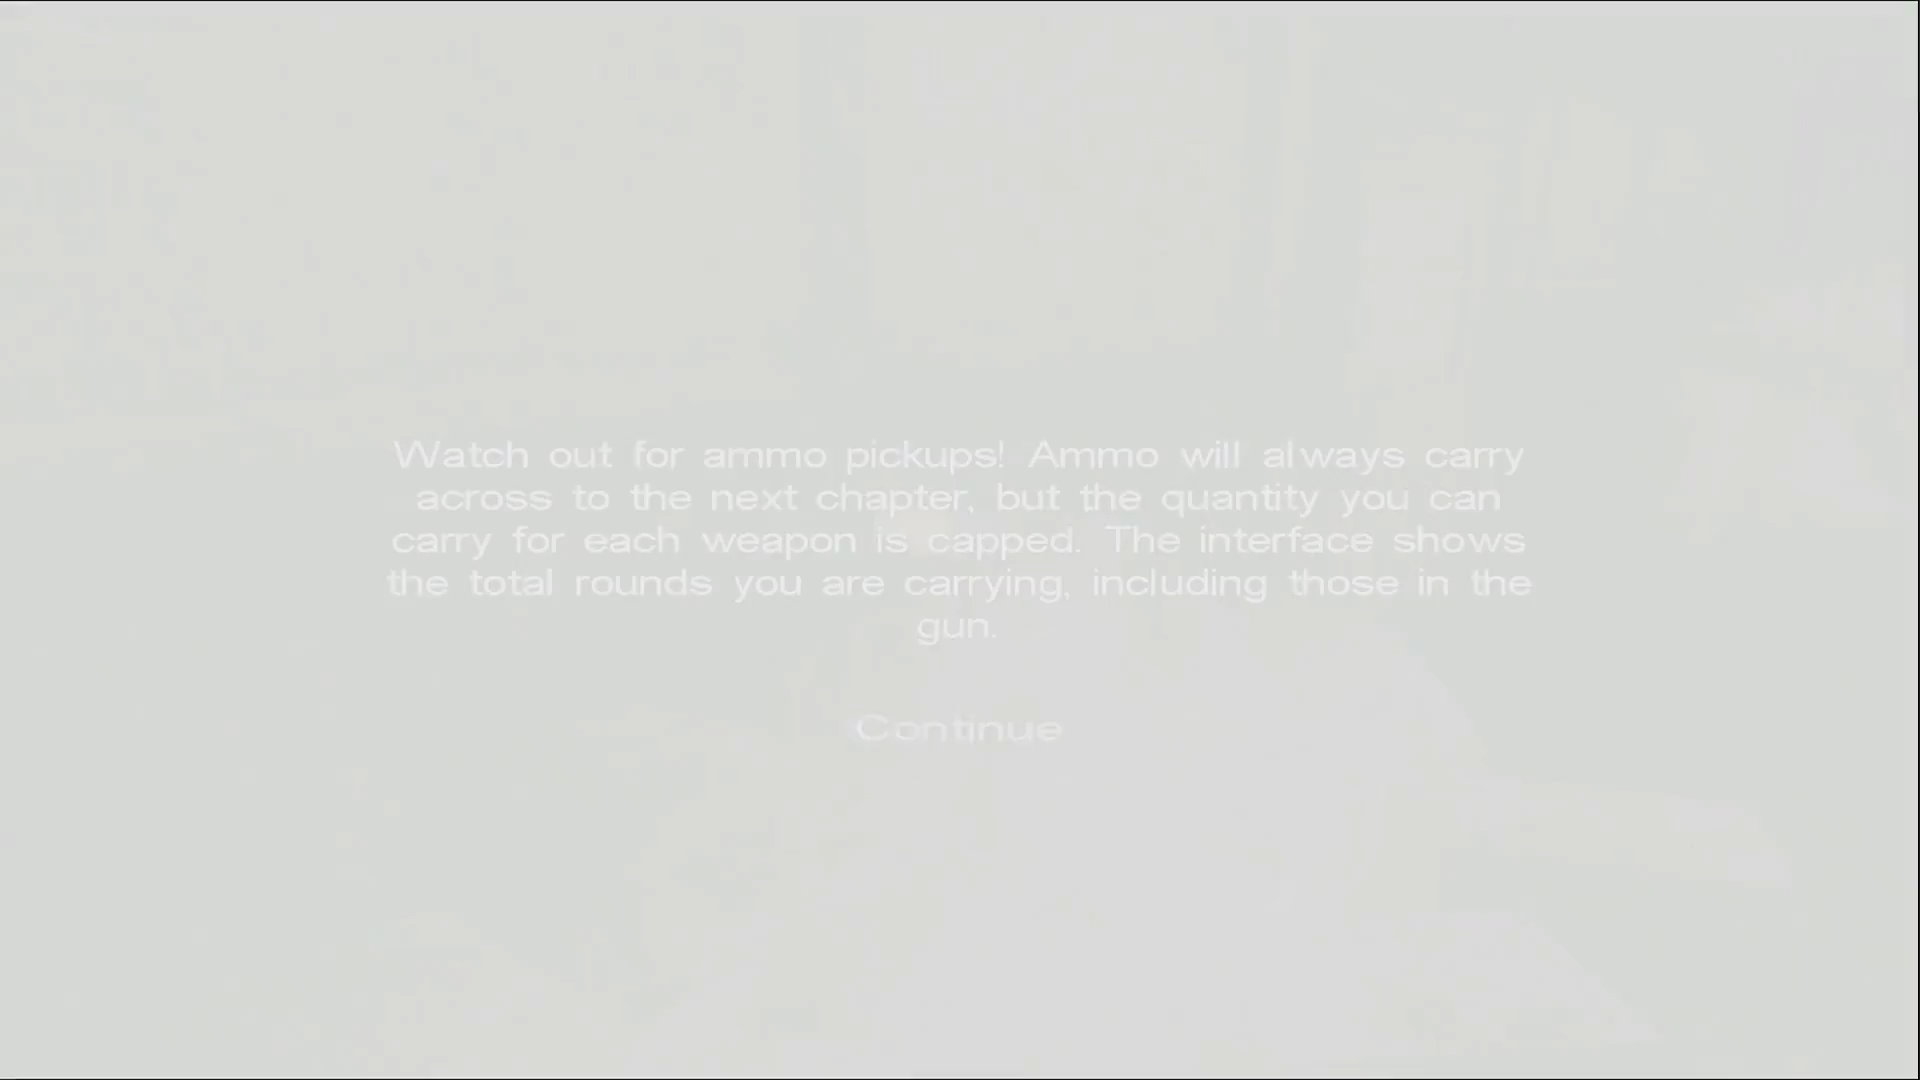 Watch out for ammo pickups! Ammo will always carry
across to the next chapter, but the quantity you can
carry for each weapon is capped. The interface shows
the total rounds you are carrying, including those in the
gun.
Continue